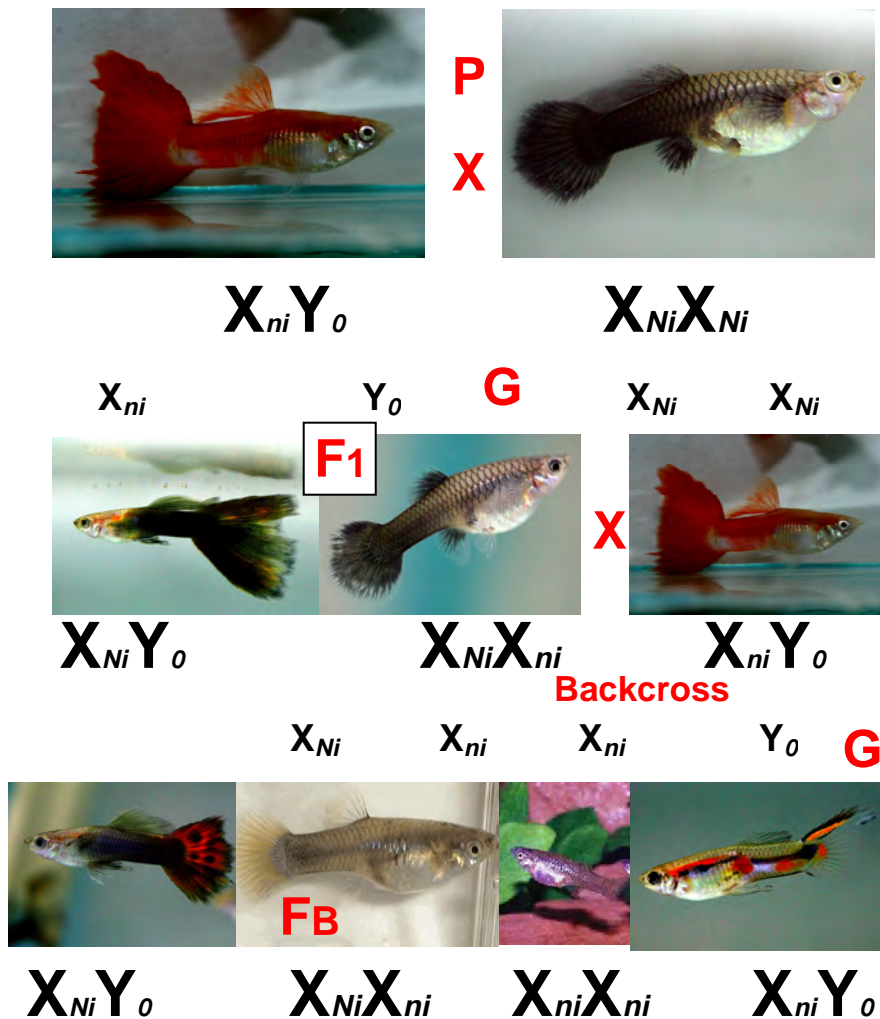 P
X
XniY0 XNiXNi
Xni Y0 G XNi XNi
F1
X
XNiY0 XNiXni XniY0
Backcross
XNi Xni Xni Y0 G
FB
XNiY0 XNiXni XniXni XniY0